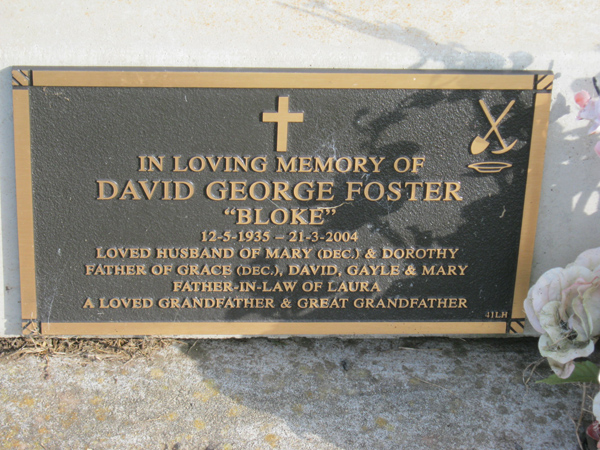 IN LOVING MEMORY OF
DAVID GEORGE FOSTER
"BLOKE"
12-5-1935 – 21-3-2004
LOVED HUSBAND OF MARY (DEC.) & DOROTHY
FATHER OF GRACE (DEC.), DAVID, GAYLE & MARY
FATHER-IN-LAW OF LAURA
A LOVED GRANDFATHER & GREAT GRANDFATHER
41LH